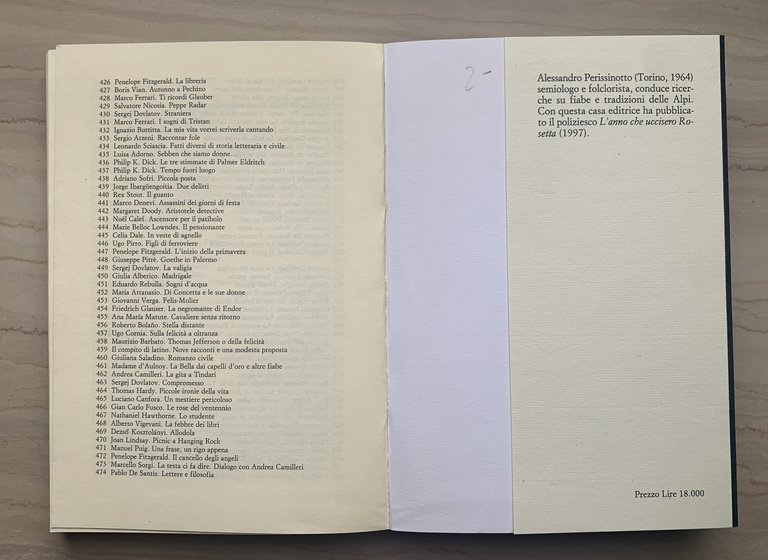 426 Penelope Fitzgerald. La libreria
427 Boris Vian. Autunno a Pechino
428 Marco Ferrari. Ti ricordi Glauber
429 Salvatore Nicosia. Peppe Radar
430 Sergej Dovlatov. Straniera
431 Marco Ferrari. I sogni di Tristan
432 Ignazio Buttitta. La mia vita vorrei scriverla cantando
433 Sergio Atzeni. Raccontar fole
434 Leonardo Sciascia. Fatti diversi di storia letteraria e civile
435 Luisa Adorno. Sebben che siamo donne...
436 Philip K. Dick. Le tre stimmate di Palmer Eldritch
437 Philip K. Dick. Tempo fuori luogo
438 Adriano Sofri. Piccola posta
439 Jorge Ibargüengoitia. Due delitti
440 Rex Stout. Il guanto
441 Marco Denevi. Assassini dei giorni di festa
442 Margaret Doody. Aristotele detective
443 Noël Calef. Ascensore per il patibolo
444 Marie Belloc Lowndes. Il pensionante
445 Celia Dale. In veste di agnello
446 Ugo Pirro. Figli di ferroviere
447 Penelope Fitzgerald. L'inizio della primavera
448 Giuseppe Pitrè. Goethe in Palermo
449 Sergej Dovlatov. La valigia
450 Giulia Alberico. Madrigale
451 Eduardo Rebulla. Sogni d'acqua
452 Maria Attanasio. Di Concetta e le sue donne
453 Giovanni Verga. Felis-Mulier
454 Friedrich Glauser. La negromante di Endor
455 Ana María Matute. Cavaliere senza ritorno
456 Roberto Bolaño. Stella distante
457 Ugo Cornia. Sulla felicità a oltranza
458 Maurizio Barbato. Thomas Jefferson o della felicità
459 Il compito di latino. Nove racconti e una modesta proposta
460 Giuliana Saladino. Romanzo civile
461 Madame d'Aulnoy. La Bella dai capelli d'oro e altre fiabe
462 Andrea Camilleri. La gita a Tindari
463 Sergej Dovlatov. Compromesso
464 Thomas Hardy. Piccole ironie della vita
465 Luciano Canfora. Un mestiere pericoloso
466 Gian Carlo Fusco. Le rose del ventennio
467 Nathaniel Hawthorne. Lo studente
468 Alberto Vigevani. La febbre dei libri
469 Dezsö Kosztolányi. Allodola
470 Joan Lindsay. Picnic a Hanging Rock
471 Manuel Puig. Una frase, un rigo appena
472 Penelope Fitzgerald. Il cancello degli angeli
473 Marcello Sorgi. La testa ci fa dire. Dialogo con Andrea Camilleri
474 Pablo De Santis. Lettere e filosofia
2-
Alessandro Perissinotto (Torino, 1964)
semiologo e folclorista, conduce ricer-
che su fiabe e tradizioni delle Alpi.
Con questa casa editrice ha pubblica-
to il poliziesco L'anno che uccisero Ro-
setta (1997).
Prezzo Lire 18.000